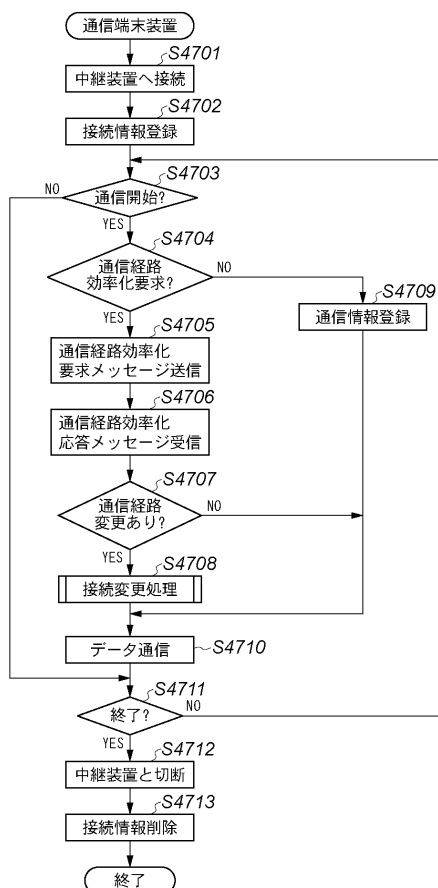 通信端末装置
S4701
中継装置へ接続
S4702
接続情報登録
S4703
NO
通信開始?
YES
S4704
通信経路
効率化要求?
NO
YES
S4709
通信情報登録
S4705
通信経路効率化
要求メッセージ送信
S4706
通信経路効率化
応答メッセージ受信
S4707
通信経路
変更あり?
NO
YES
S4708
接続変更処理
データ通信
S4710
S4711
終了?
NO
YES
S4712
中継装置と切断
S4713
接続情報削除
終了